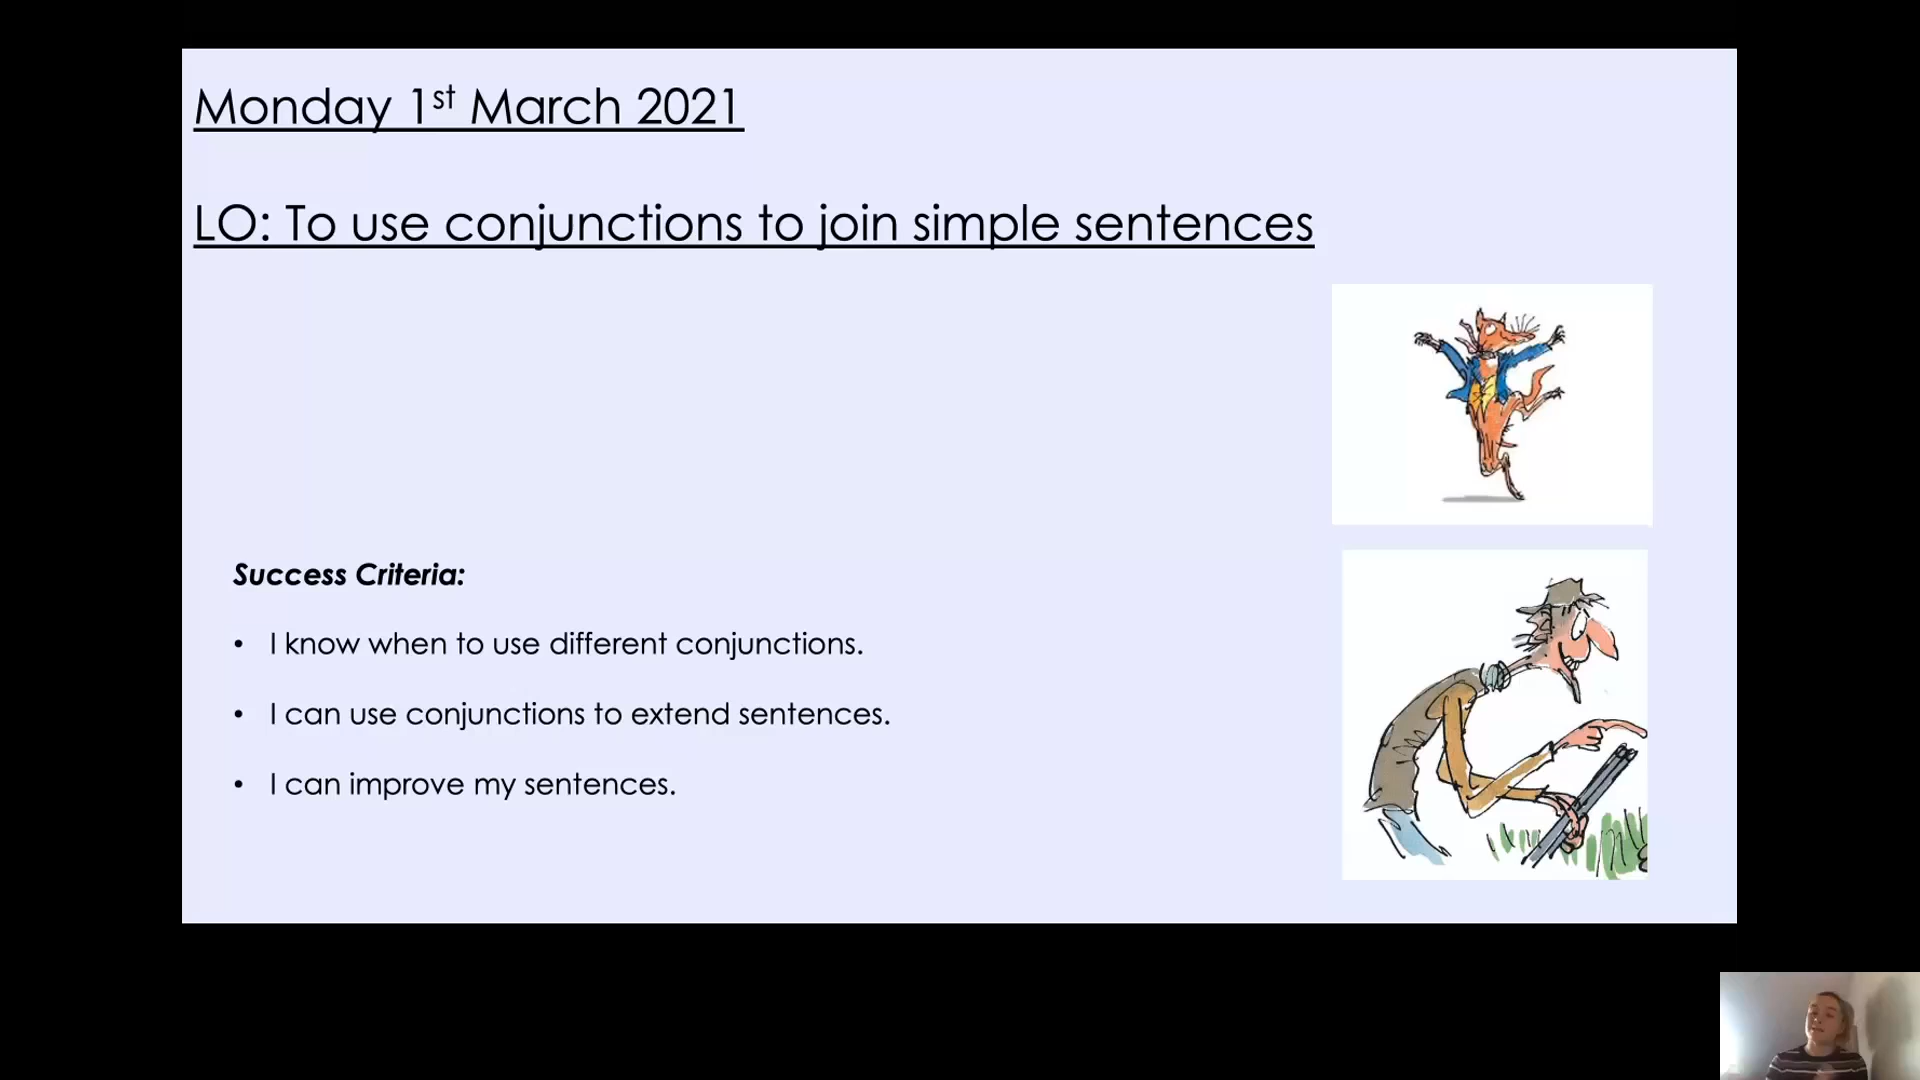 Monday 1st March 2021
LO: To use conjunctions to join simple sentences
Success Criteria:
• I know when to use different conjunctions.
• I can use conjunctions to extend sentences.
• I can improve my sentences.